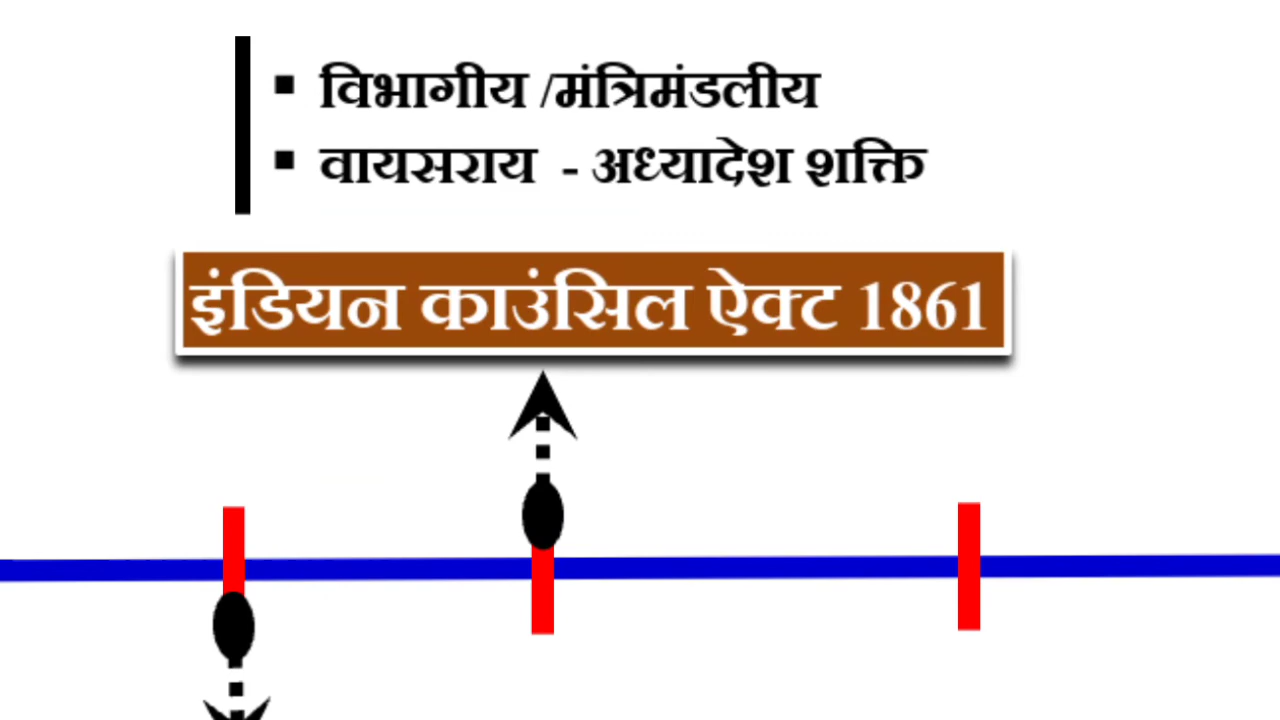 ▪ विभागीय /मंत्रिमंडलीय
▪ वायसराय - अध्यादेश शक्ति
इंडियन काउंसिल ऐक्ट 1861